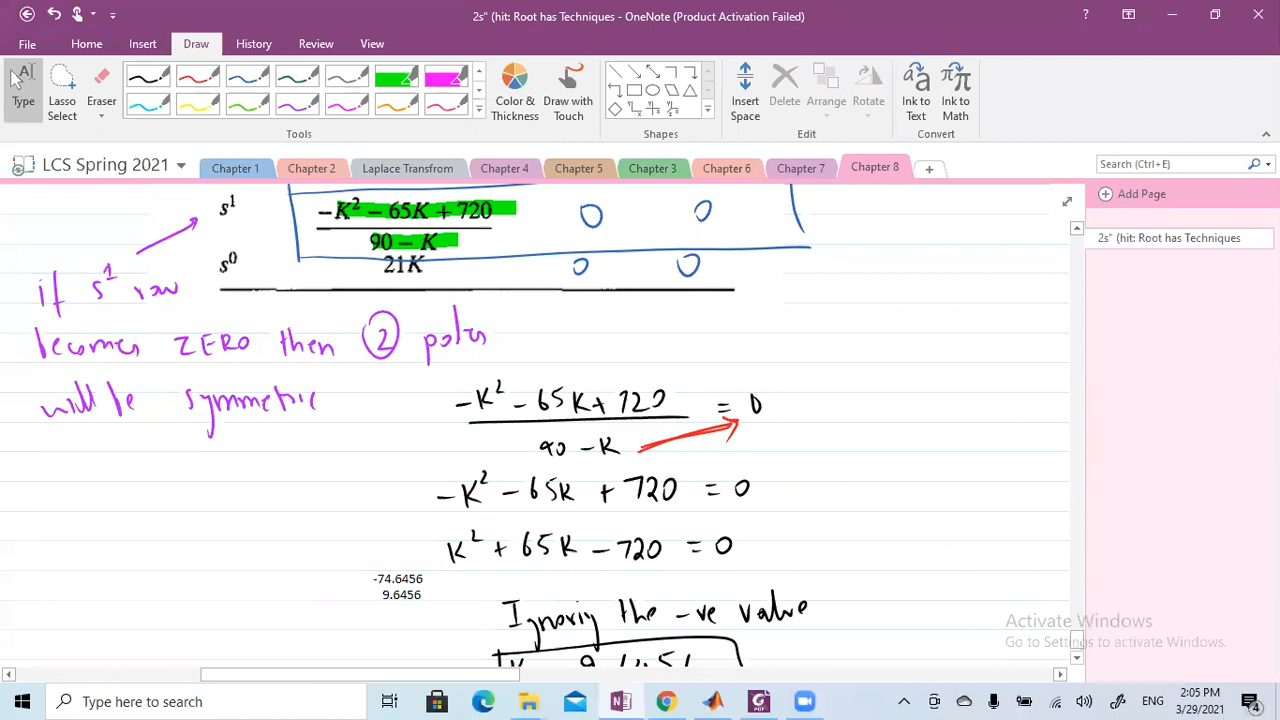 2s" (hit: Root has Techniques - OneNote (Product Activation Failed)
File Home Insert Draw History Review View
Type Lasso Select Eraser Color & Thickness Draw with Touch Insert Space Delete Arrange Rotate Ink to Text Ink to Math
Tools Shapes Edit Convert
LCS Spring 2021 Chapter 1 Chapter 2 Laplace Transfrom Chapter 4 Chapter 5 Chapter 3 Chapter 6 Chapter 7 Chapter 8 Search (Ctrl+E)
Add Page
2s" (hit: Root has Techniques
s¹ −K² − 65K + 720 0 0
90 − K
s⁰ 21K 0 0
if s¹ row
becomes ZERO then 2 poles
will be symmetric
-K² - 65K + 720 = 0
90 - K
-K² - 65K + 720 = 0
K² + 65K - 720 = 0
-74.6456
9.6456
Ignoring the -ve value
Activate Windows
Go to Settings to activate Windows.
Type here to search
ENG
2:05 PM
3/29/2021
4